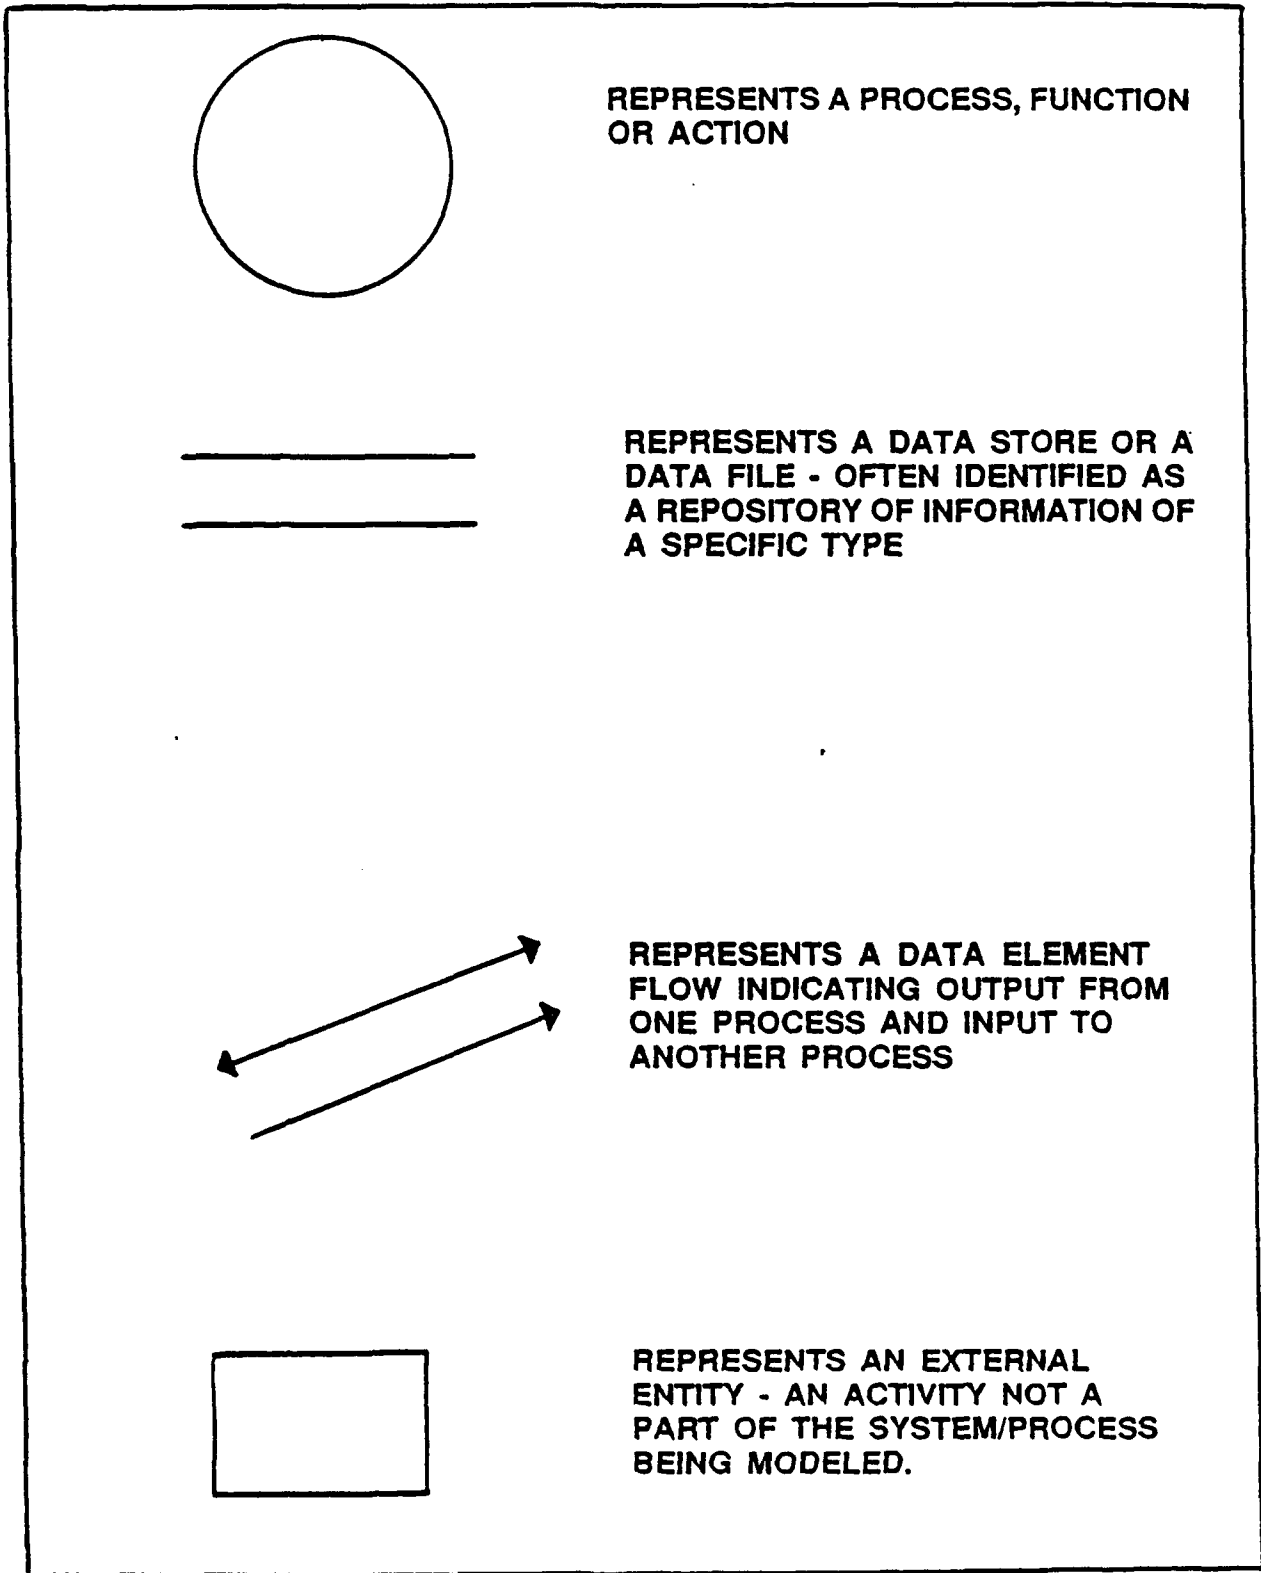 REPRESENTS A PROCESS, FUNCTION
OR ACTION
REPRESENTS A DATA STORE OR A
DATA FILE - OFTEN IDENTIFIED AS
A REPOSITORY OF INFORMATION OF
A SPECIFIC TYPE
REPRESENTS A DATA ELEMENT
FLOW INDICATING OUTPUT FROM
ONE PROCESS AND INPUT TO
ANOTHER PROCESS
REPRESENTS AN EXTERNAL
ENTITY - AN ACTIVITY NOT A
PART OF THE SYSTEM/PROCESS
BEING MODELED.